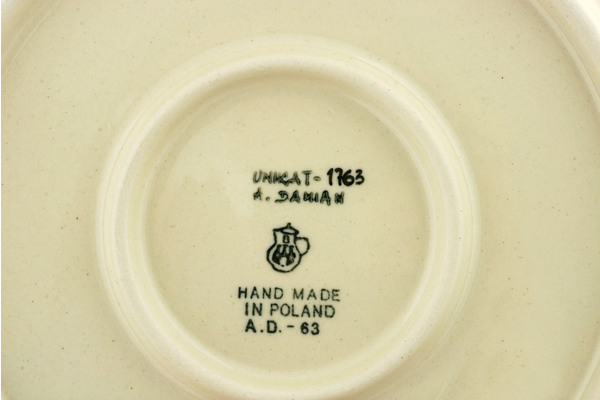 UNIKAT-1763
A. DAMIAN
HAND MADE
IN POLAND
A.D. - 63